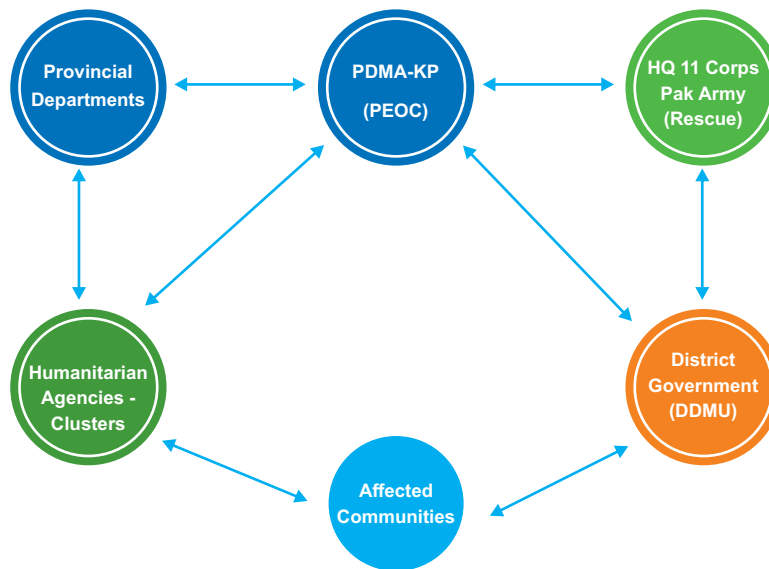 Provincial
Departments
PDMA-KP
(PEOC)
HQ 11 Corps
Pak Army
(Rescue)
Humanitarian
Agencies -
Clusters
District
Government
(DDMU)
Affected
Communities